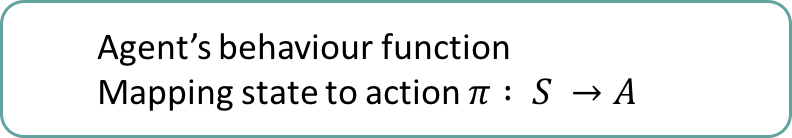 Agent's behaviour function
Mapping state to action π : S → A